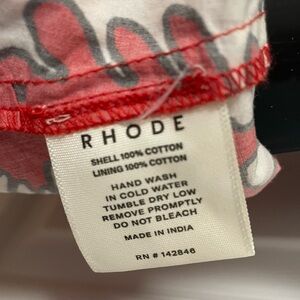 RHODE
SHELL 100% COTTON
LINING 100% COTTON
HAND WASH
IN COLD WATER
TUMBLE DRY LOW
REMOVE PROMPTLY
DO NOT BLEACH
MADE IN INDIA
RN # 142846